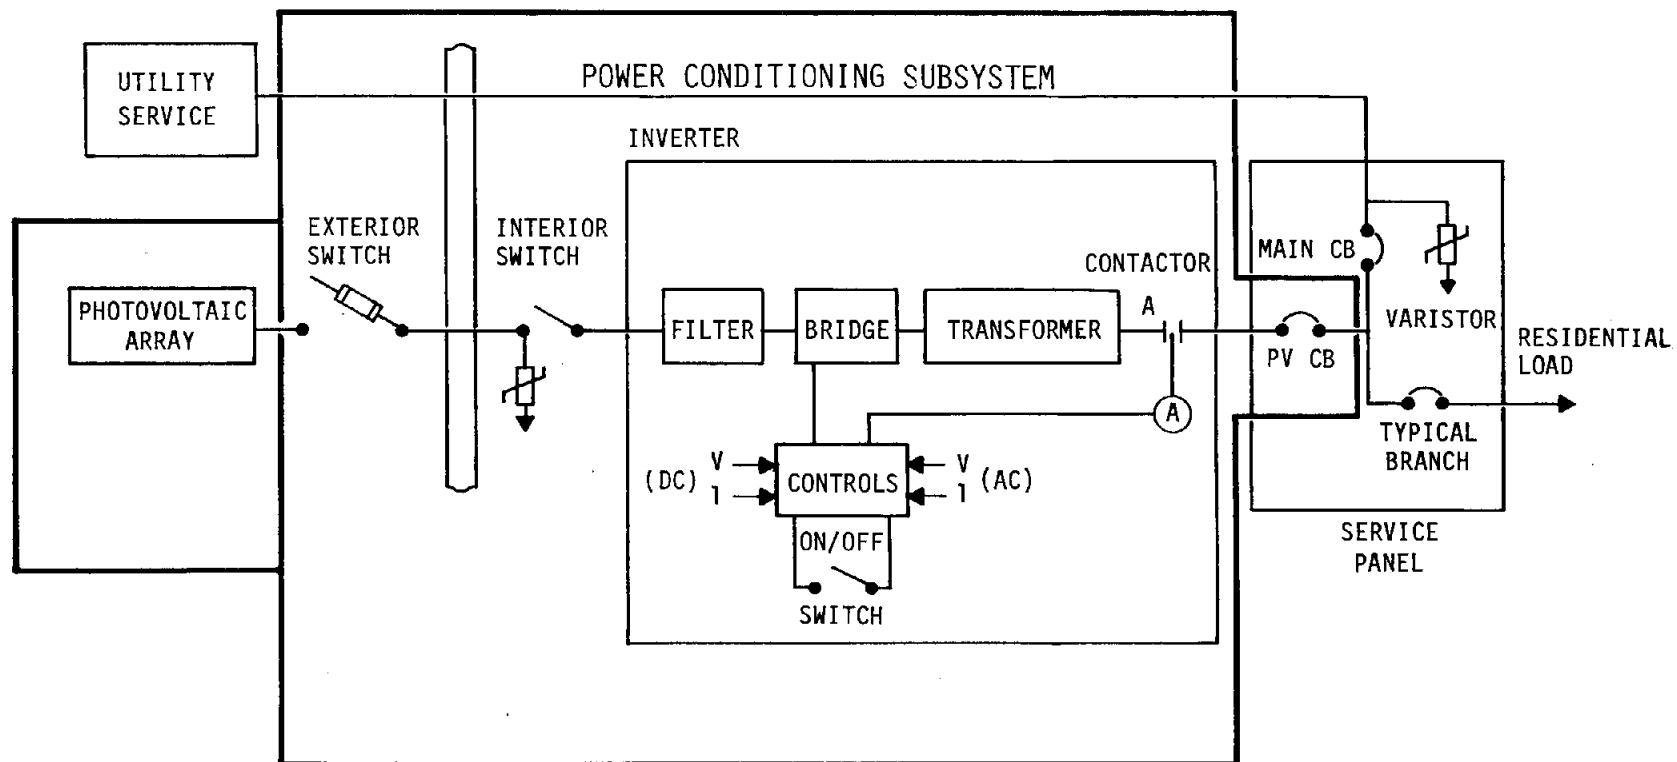 UTILITY
SERVICE
POWER CONDITIONING SUBSYSTEM
INVERTER
EXTERIOR
SWITCH
INTERIOR
SWITCH
PHOTOVOLTAIC
ARRAY
FILTER
BRIDGE
TRANSFORMER
CONTACTOR
A
A
MAIN CB
VARISTOR
PV CB
RESIDENTIAL
LOAD
TYPICAL
BRANCH
SERVICE
PANEL
(DC) V
I
CONTROLS
V (AC)
I
ON/OFF
SWITCH